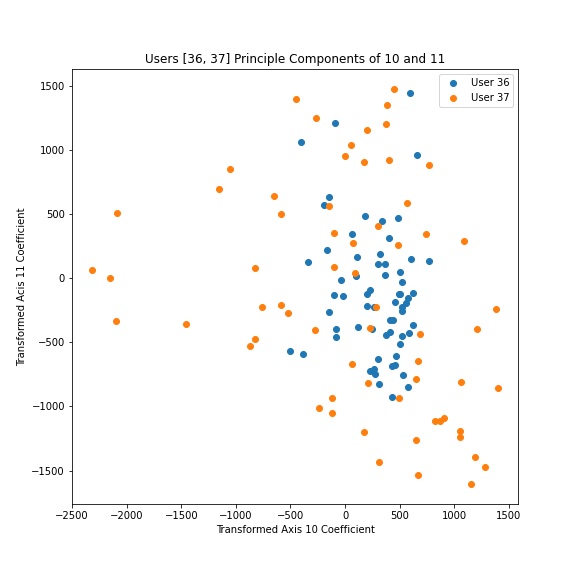 Users [36, 37] Principle Components of 10 and 11
User 36
User 37
1500
1000
500
0
−500
−1000
−1500
Transformed Acis 11 Coefficient
−2500 −2000 −1500 −1000 −500 0 500 1000 1500
Transformed Axis 10 Coefficient